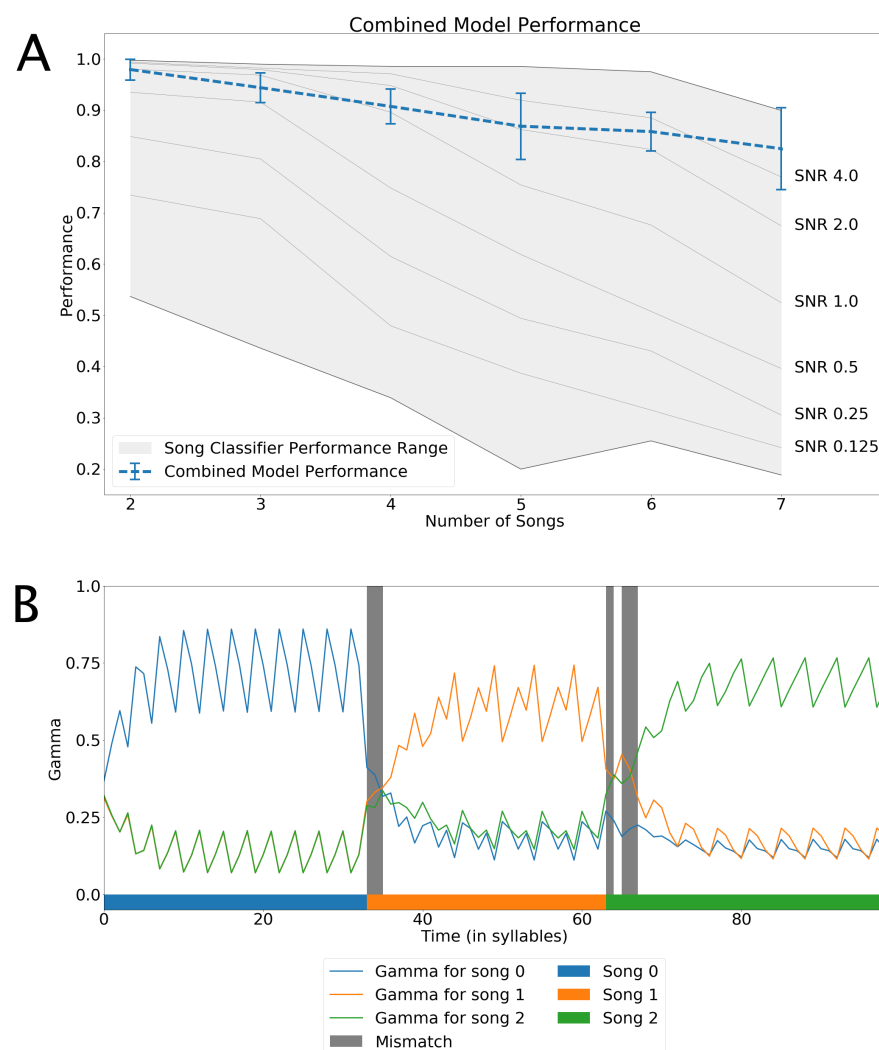 A
Combined Model Performance
1.0
0.9
0.8
0.7
0.6
0.5
0.4
0.3
0.2
Performance
SNR 4.0
SNR 2.0
SNR 1.0
SNR 0.5
SNR 0.25
SNR 0.125
Song Classifier Performance Range
Combined Model Performance
2 3 4 5 6 7
Number of Songs
B
1.0
0.75
0.5
0.25
0.0
Gamma
0 20 40 60 80
Time (in syllables)
Gamma for song 0 Song 0
Gamma for song 1 Song 1
Gamma for song 2 Song 2
Mismatch